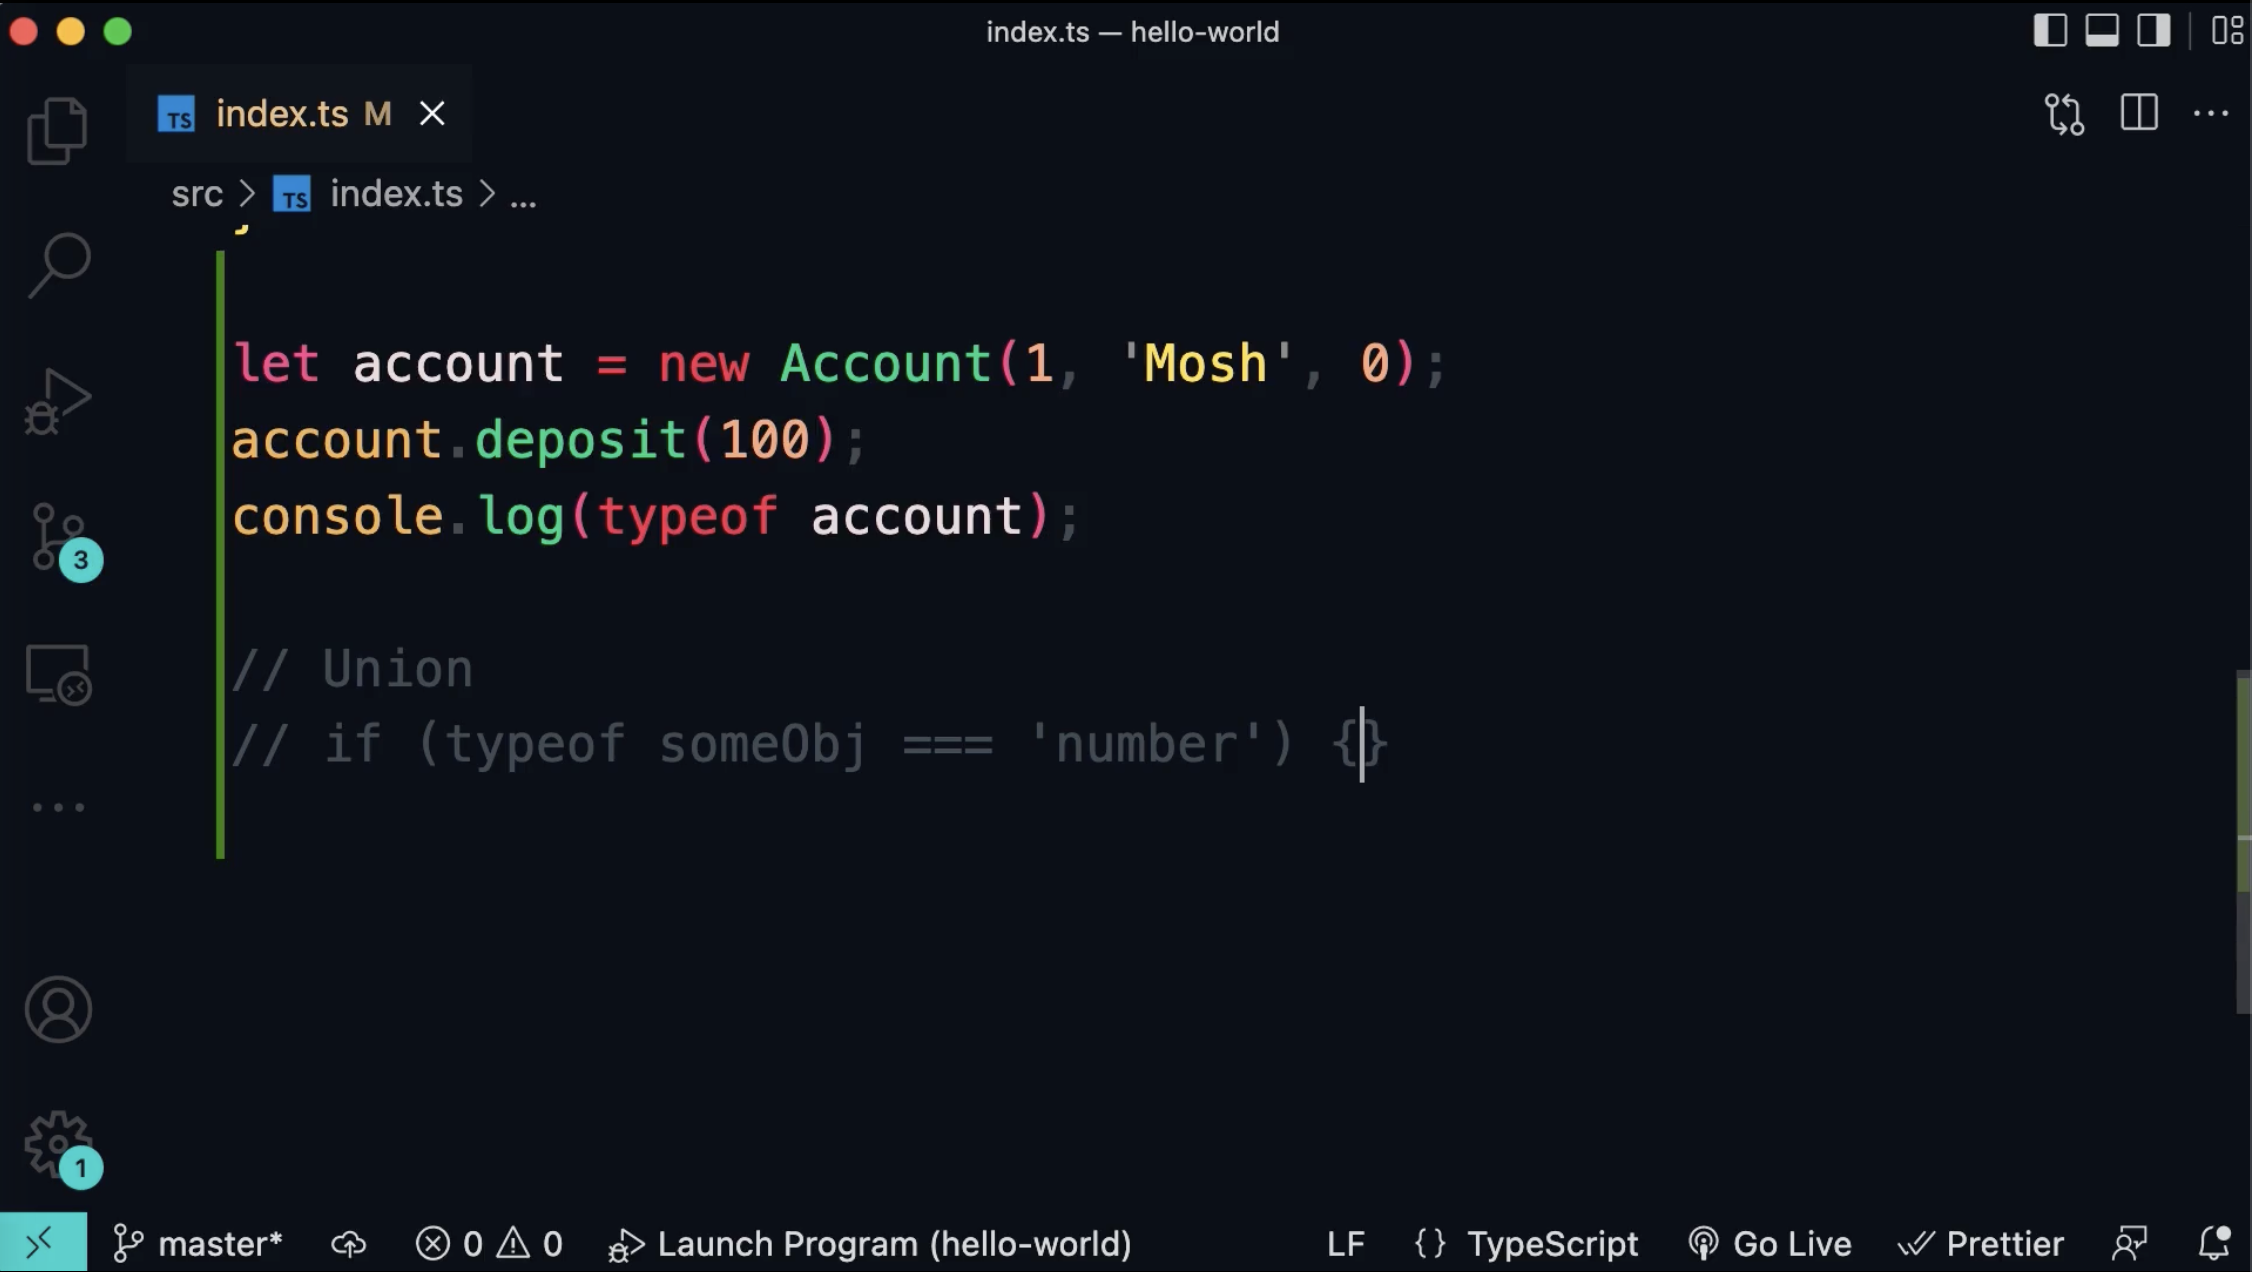 index.ts — hello-world
TS index.ts M
src > TS index.ts > ...
}
let account = new Account(1, 'Mosh', 0);
account.deposit(100);
console.log(typeof account);
// Union
// if (typeof someObj === 'number') {}
3
1
master* 0 0 Launch Program (hello-world) LF {} TypeScript Go Live Prettier